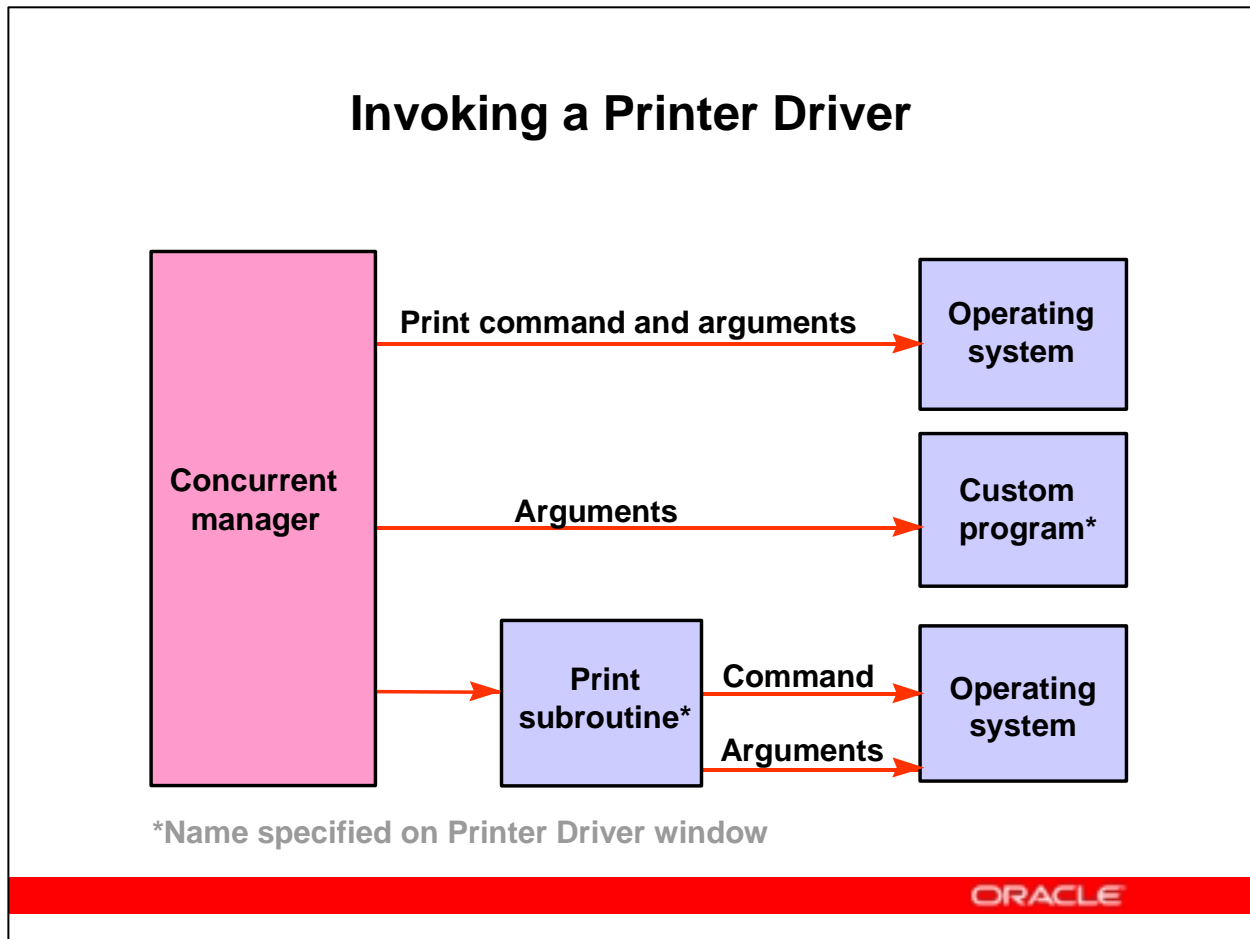 Invoking a Printer Driver
Print command and arguments
Operating
system
Concurrent
manager
Arguments
Custom
program*
Print
subroutine*
Command
Arguments
Operating
system
*Name specified on Printer Driver window
ORACLE